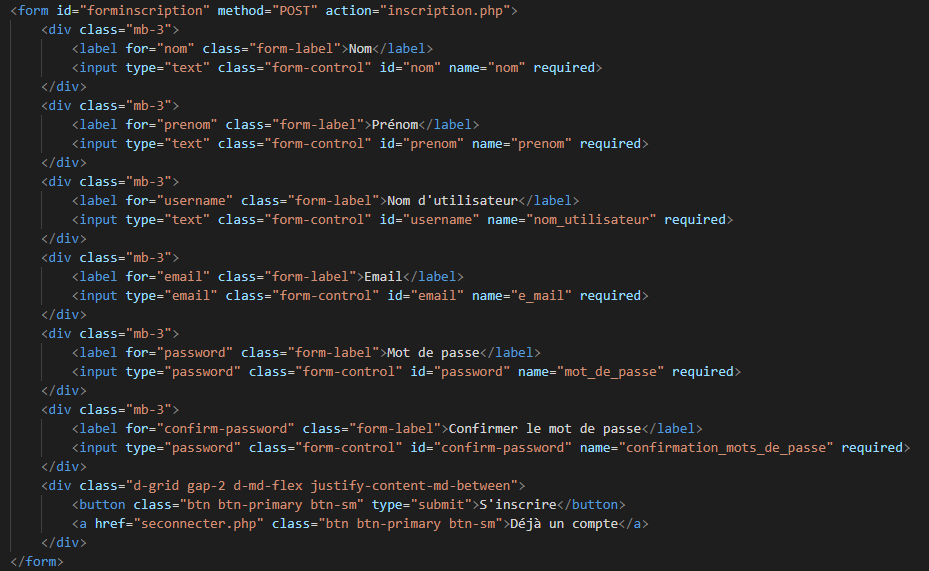 <form id="forminscription" method="POST" action="inscription.php">
<div class="mb-3">
<label for="nom" class="form-label">Nom</label>
<input type="text" class="form-control" id="nom" name="nom" required>
</div>
<div class="mb-3">
<label for="prenom" class="form-label">Prénom</label>
<input type="text" class="form-control" id="prenom" name="prenom" required>
</div>
<div class="mb-3">
<label for="username" class="form-label">Nom d'utilisateur</label>
<input type="text" class="form-control" id="username" name="nom_utilisateur" required>
</div>
<div class="mb-3">
<label for="email" class="form-label">Email</label>
<input type="email" class="form-control" id="email" name="e_mail" required>
</div>
<div class="mb-3">
<label for="password" class="form-label">Mot de passe</label>
<input type="password" class="form-control" id="password" name="mot_de_passe" required>
</div>
<div class="mb-3">
<label for="confirm-password" class="form-label">Confirmer le mot de passe</label>
<input type="password" class="form-control" id="confirm-password" name="confirmation_mots_de_passe" required>
</div>
<div class="d-grid gap-2 d-md-flex justify-content-md-between">
<button class="btn btn-primary btn-sm" type="submit">S'inscrire</button>
<a href="seconnecter.php" class="btn btn-primary btn-sm">Déjà un compte</a>
</div>
</form>